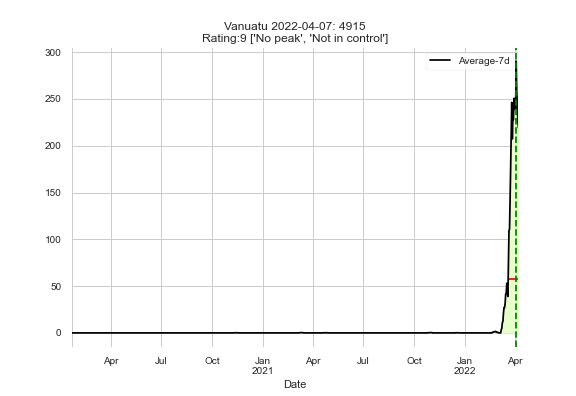 Vanuatu 2022-04-07: 4915
Rating:9 ['No peak', 'Not in control']
Average-7d
300
250
200
150
100
50
0
Apr Jul Oct Jan Apr Jul Oct Jan Apr
2021 2022
Date